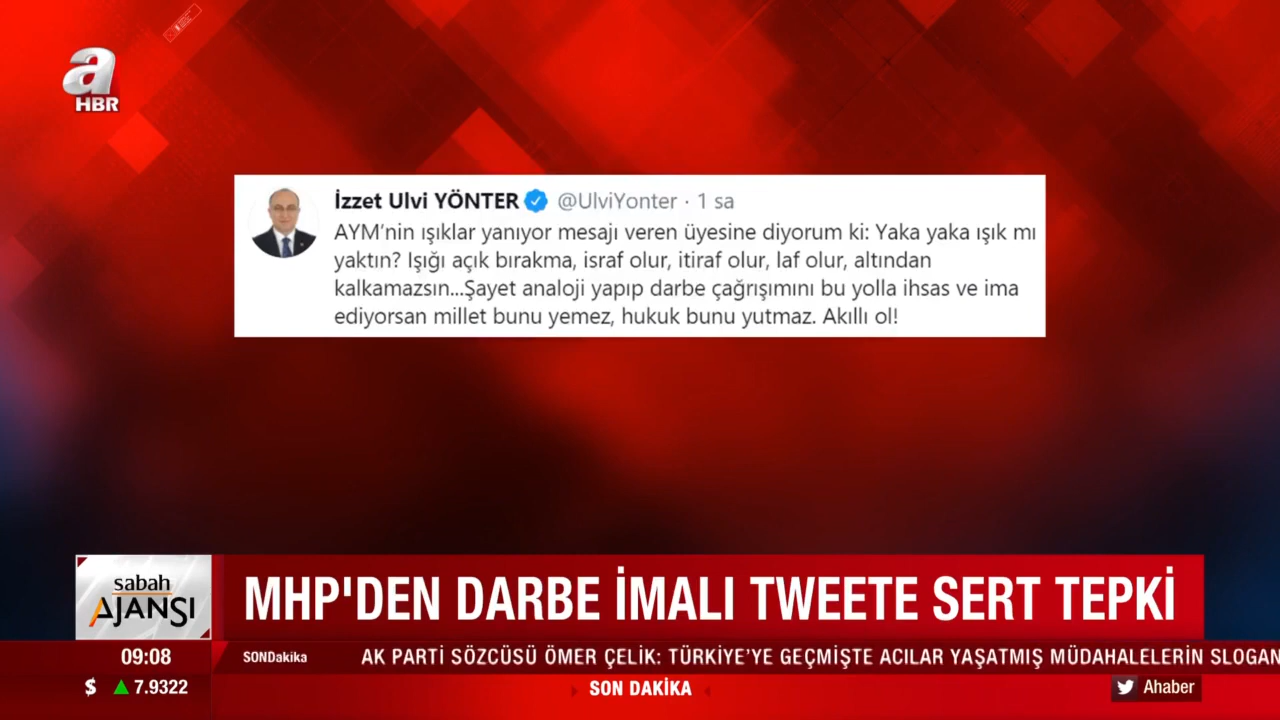 a
HBR
İzzet Ulvi YÖNTER @UlviYonter · 1 sa
AYM'nin ışıklar yanıyor mesajı veren üyesine diyorum ki: Yaka yaka ışık mı
yaktın? Işığı açık bırakma, israf olur, itiraf olur, laf olur, altından
kalkamazsın...Şayet analoji yapıp darbe çağrışımını bu yolla ihsas ve ima
ediyorsan millet bunu yemez, hukuk bunu yutmaz. Akıllı ol!
sabah
AJANSI
MHP'DEN DARBE İMALI TWEETE SERT TEPKİ
09:08
SONDakika
AK PARTİ SÖZCÜSÜ ÖMER ÇELİK: TÜRKİYE'YE GEÇMİŞTE ACILAR YAŞATMIŞ MÜDAHALELERİN SLOGAN
$ ▲ 7.9322
SON DAKİKA
Ahaber